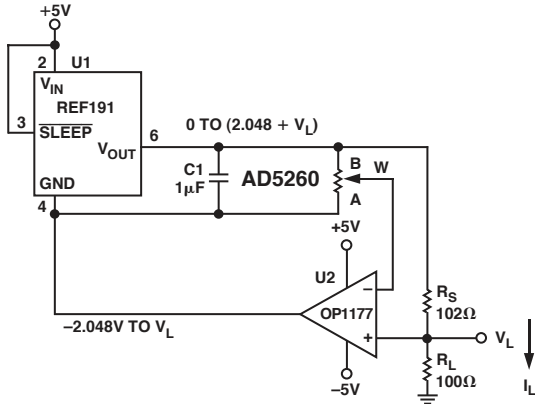 +5V
2
U1
V_IN
REF191
3
SLEEP
6
0 TO (2.048 + V_L)
V_OUT
GND
4
C1
1μF
AD5260
B
W
A
+5V
U2
–
OP1177
+
–2.048V TO V_L
–5V
R_S
102Ω
V_L
R_L
100Ω
I_L